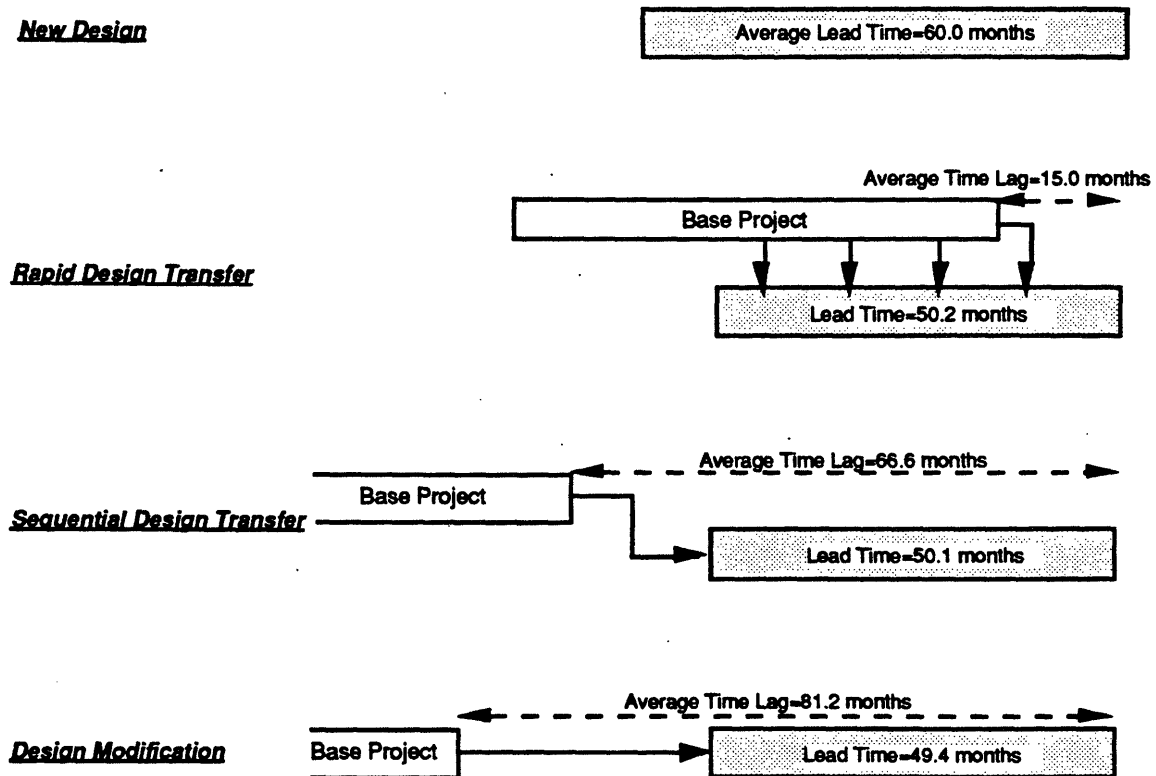 New Design
Average Lead Time=60.0 months
Average Time Lag=15.0 months
Base Project
Rapid Design Transfer
Lead Time=50.2 months
Average Time Lag=66.6 months
Base Project
Sequential Design Transfer
Lead Time=50.1 months
Average Time Lag=81.2 months
Design Modification
Base Project
Lead Time=49.4 months